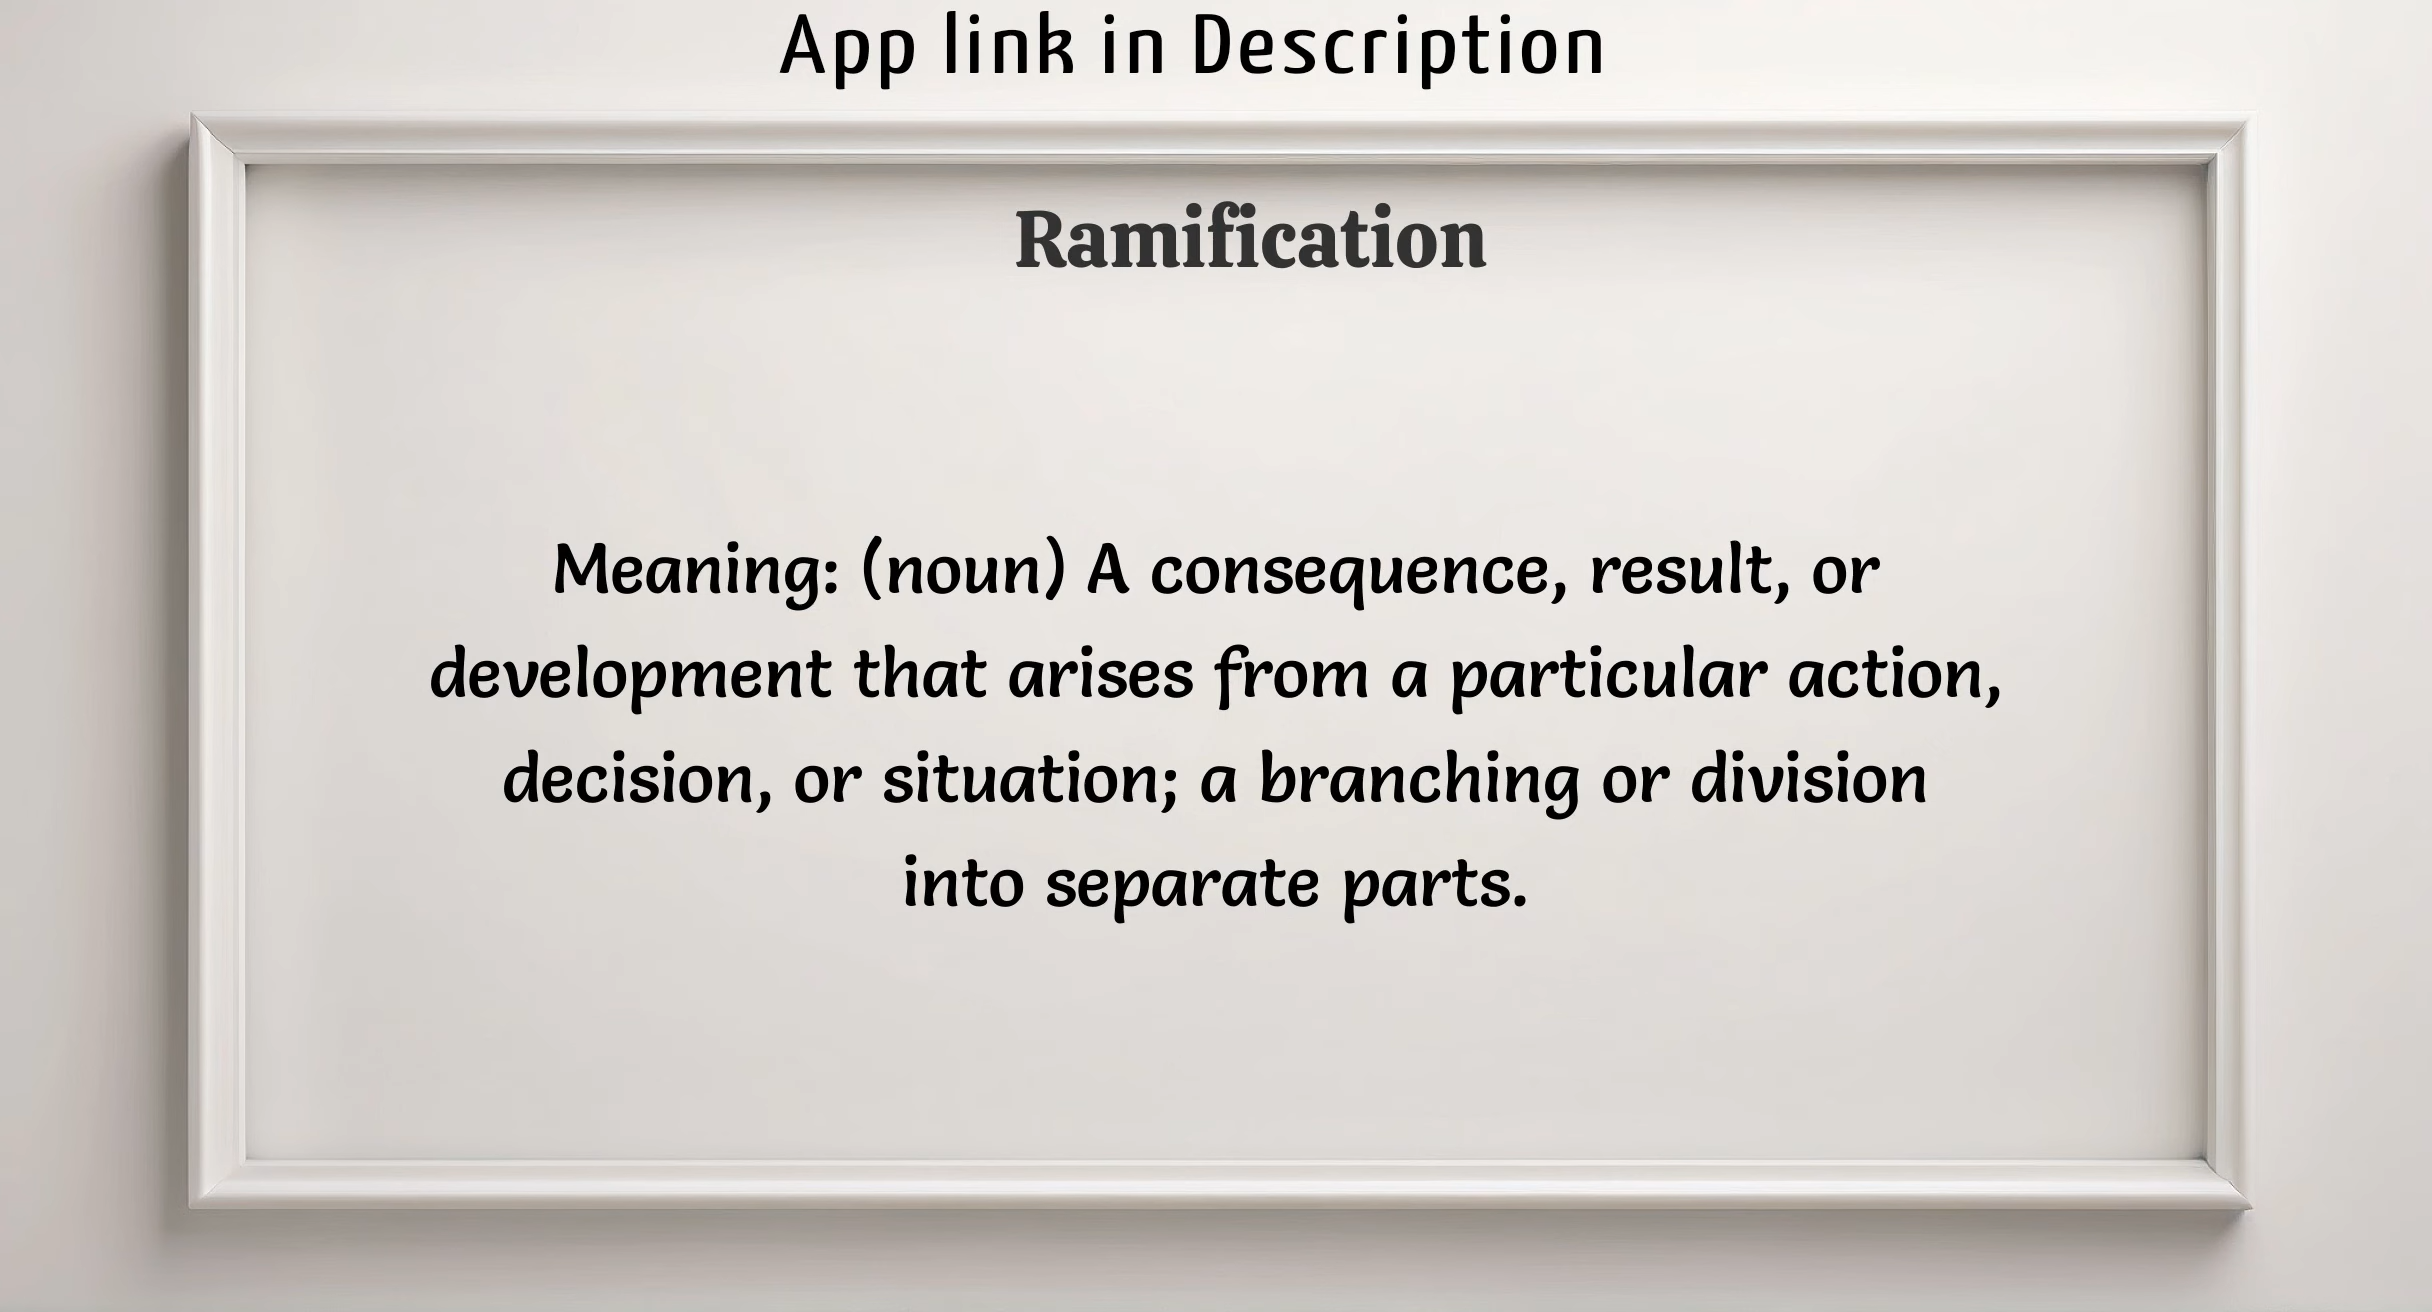 App link in Description
Ramification
Meaning: (noun) A consequence, result, or
development that arises from a particular action,
decision, or situation; a branching or division
into separate parts.